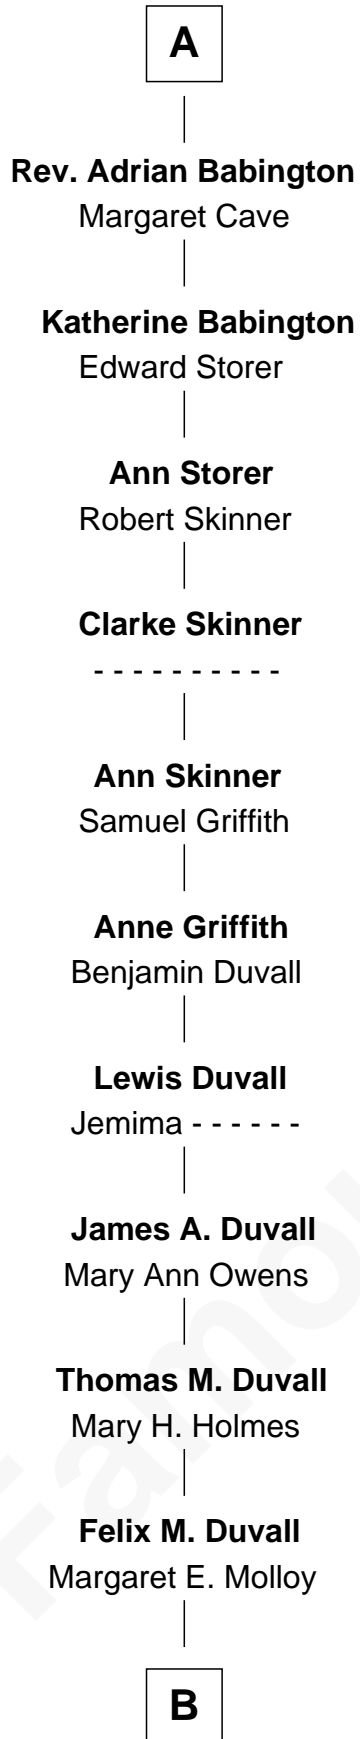 A
Rev. Adrian Babington
Margaret Cave
Katherine Babington
Edward Storer
Ann Storer
Robert Skinner
Clarke Skinner
- - - - - - - - - -
Ann Skinner
Samuel Griffith
Anne Griffith
Benjamin Duvall
Lewis Duvall
Jemima - - - - - -
James A. Duvall
Mary Ann Owens
Thomas M. Duvall
Mary H. Holmes
Felix M. Duvall
Margaret E. Molloy
B